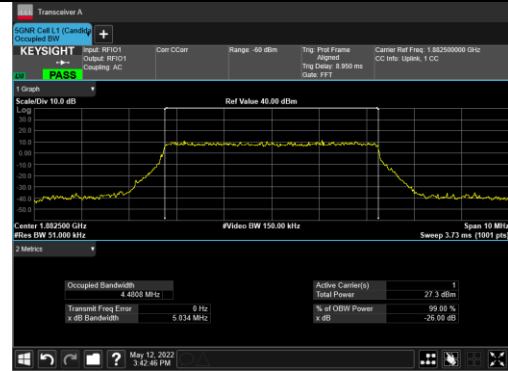 Transceiver A
5GNR Cell L1 (Candida
Occupied BW
+
KEYSIGHT
Input: RFIO1
Output: RFIO1
Coupling: AC
Corr CCorr
Range: -60 dBm
Trig: Prot Frame
Aligned
Trig Delay: 8.950 ms
Gate: FFT
Carrier Ref Freq: 1.882500000 GHz
CC Info: Uplink, 1 CC
PASS
1 Graph
Scale/Div 10.0 dB
Ref Value 40.00 dBm
Log
30.0
20.0
10.0
0.00
-10.0
-20.0
-30.0
-40.0
-50.0
Center 1.882500 GHz
#Video BW 150.00 kHz
Span 10 MHz
#Res BW 51.000 kHz
Sweep 3.73 ms (1001 pts)
2 Metrics
Occupied Bandwidth
4.4808 MHz
Active Carrier(s) 1
Total Power 27.3 dBm
Transmit Freq Error 0 Hz
x dB Bandwidth 5.034 MHz
% of OBW Power 99.00 %
x dB -26.00 dB
?
May 12, 2022
3:42:46 PM